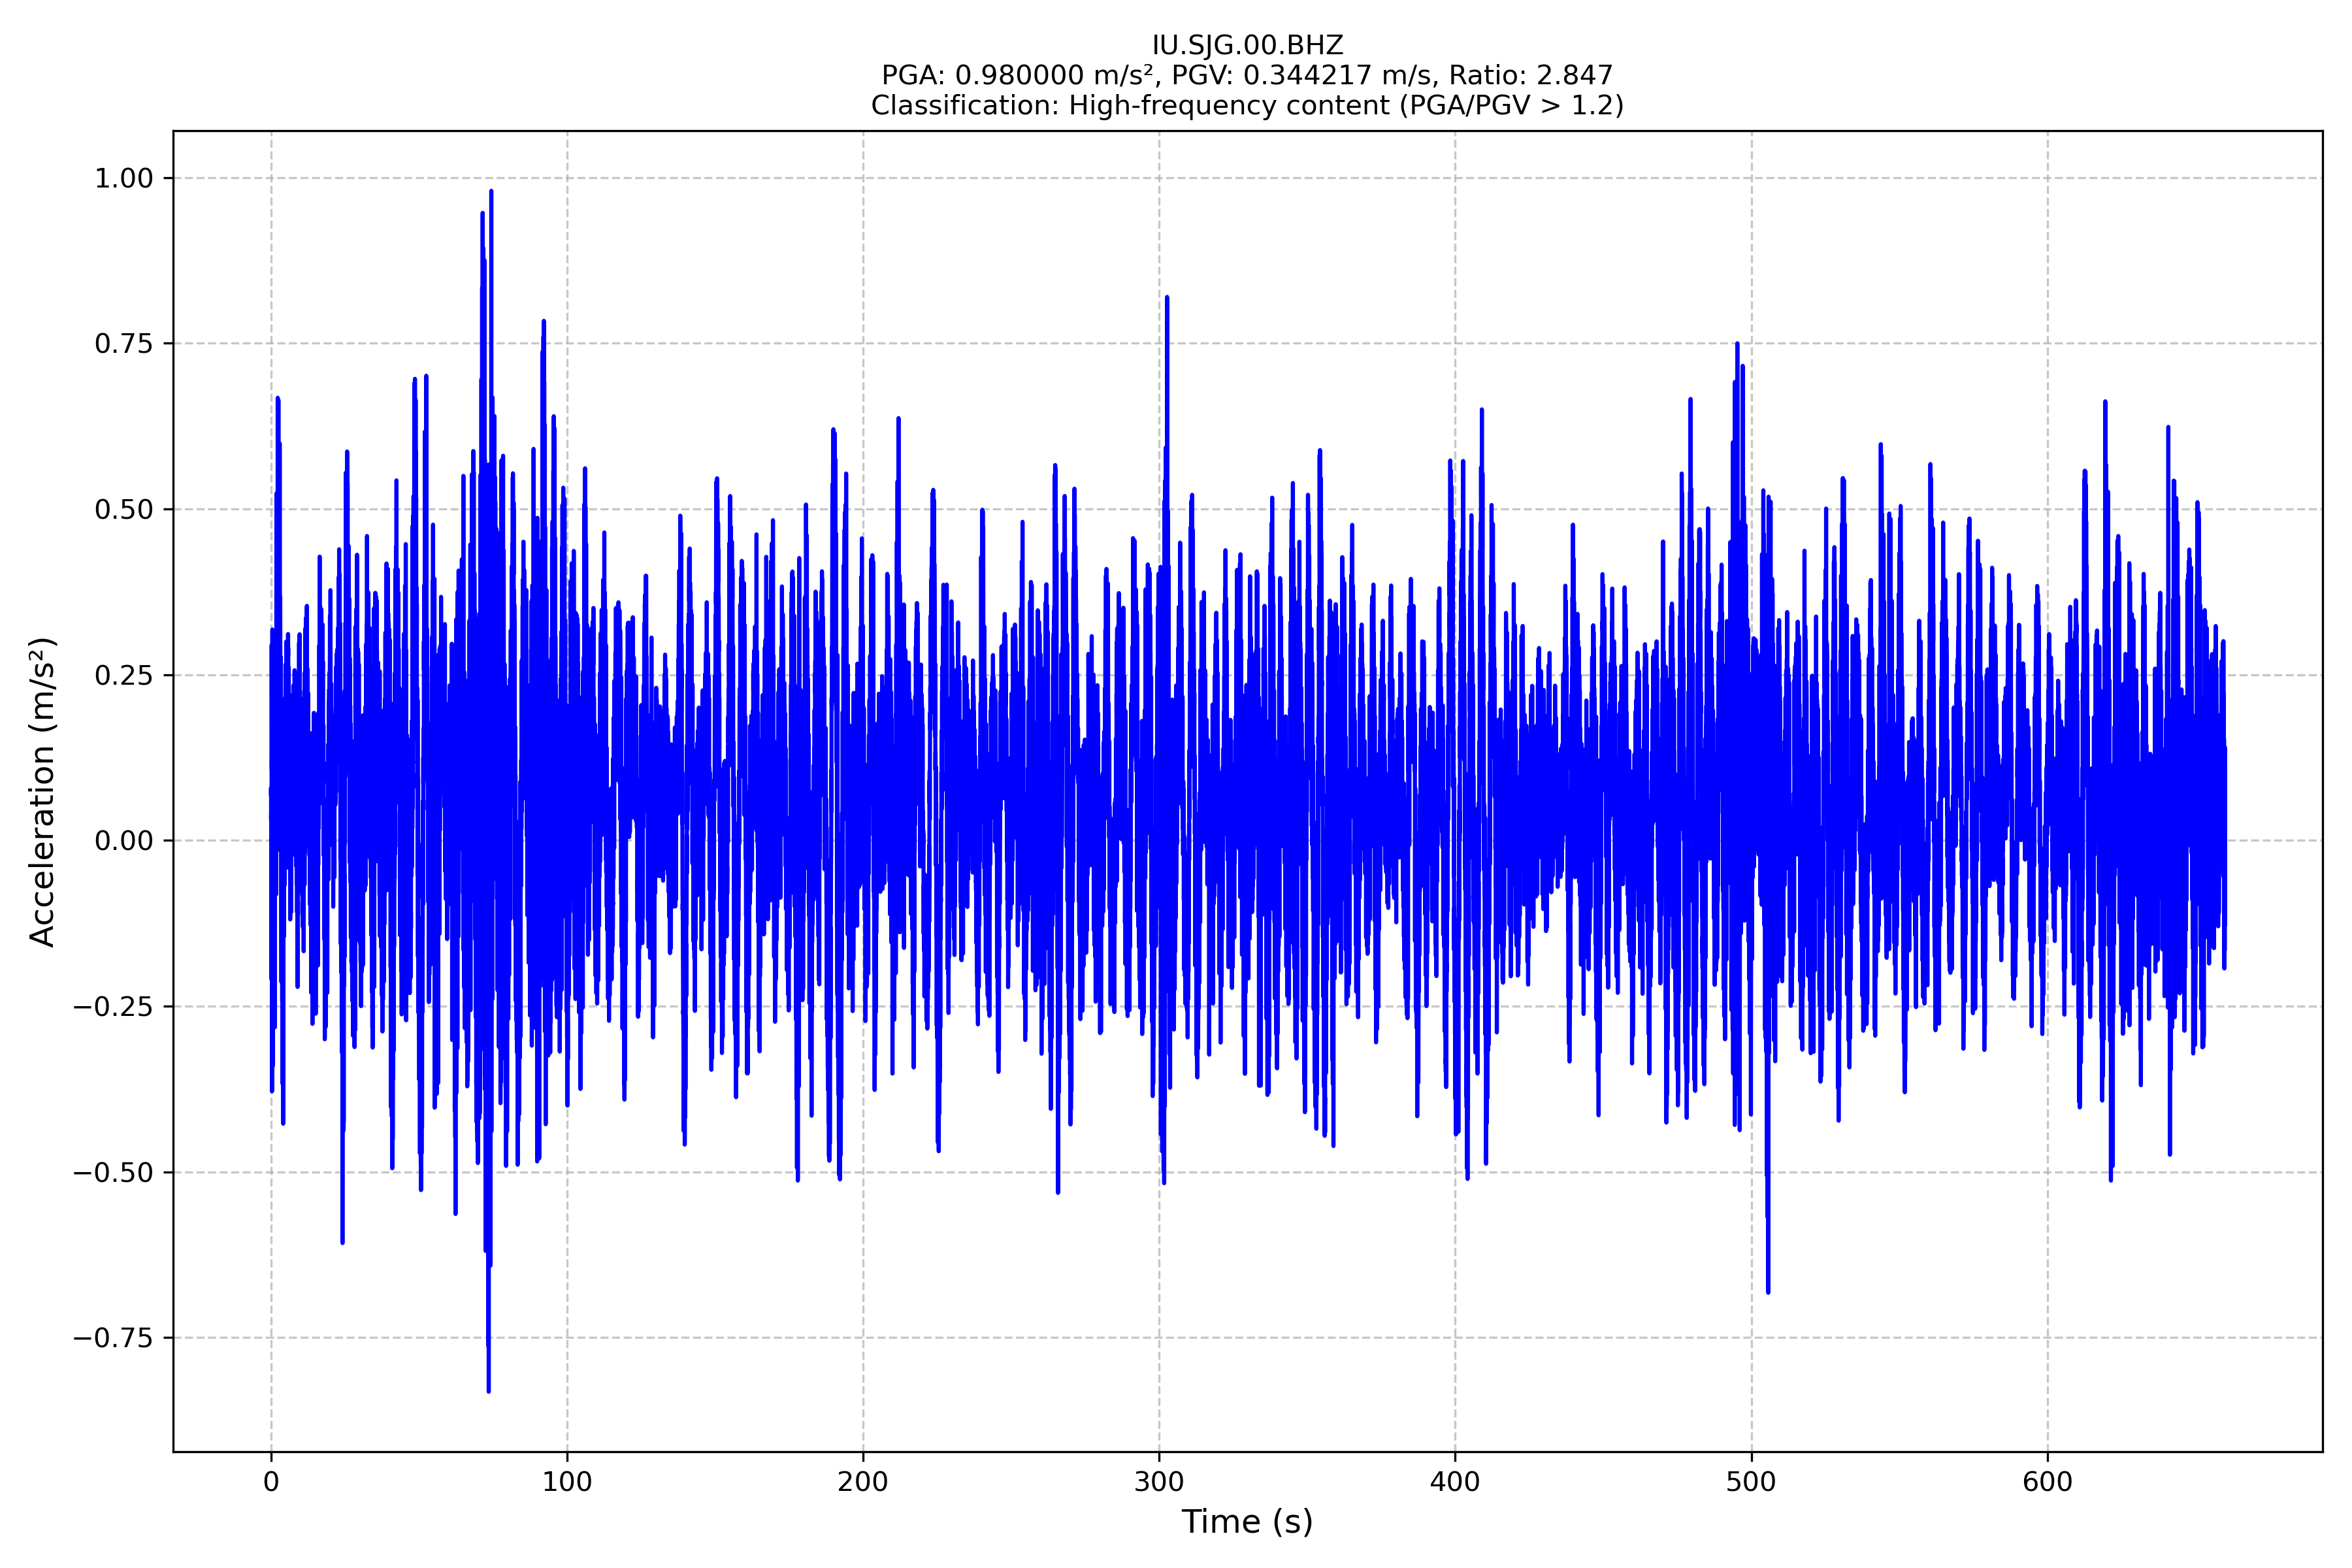 IU.SJG.00.BHZ
PGA: 0.980000 m/s², PGV: 0.344217 m/s, Ratio: 2.847
Classification: High-frequency content (PGA/PGV > 1.2)
1.00
0.75
0.50
0.25
0.00
−0.25
−0.50
−0.75
Acceleration (m/s²)
0 100 200 300 400 500 600
Time (s)